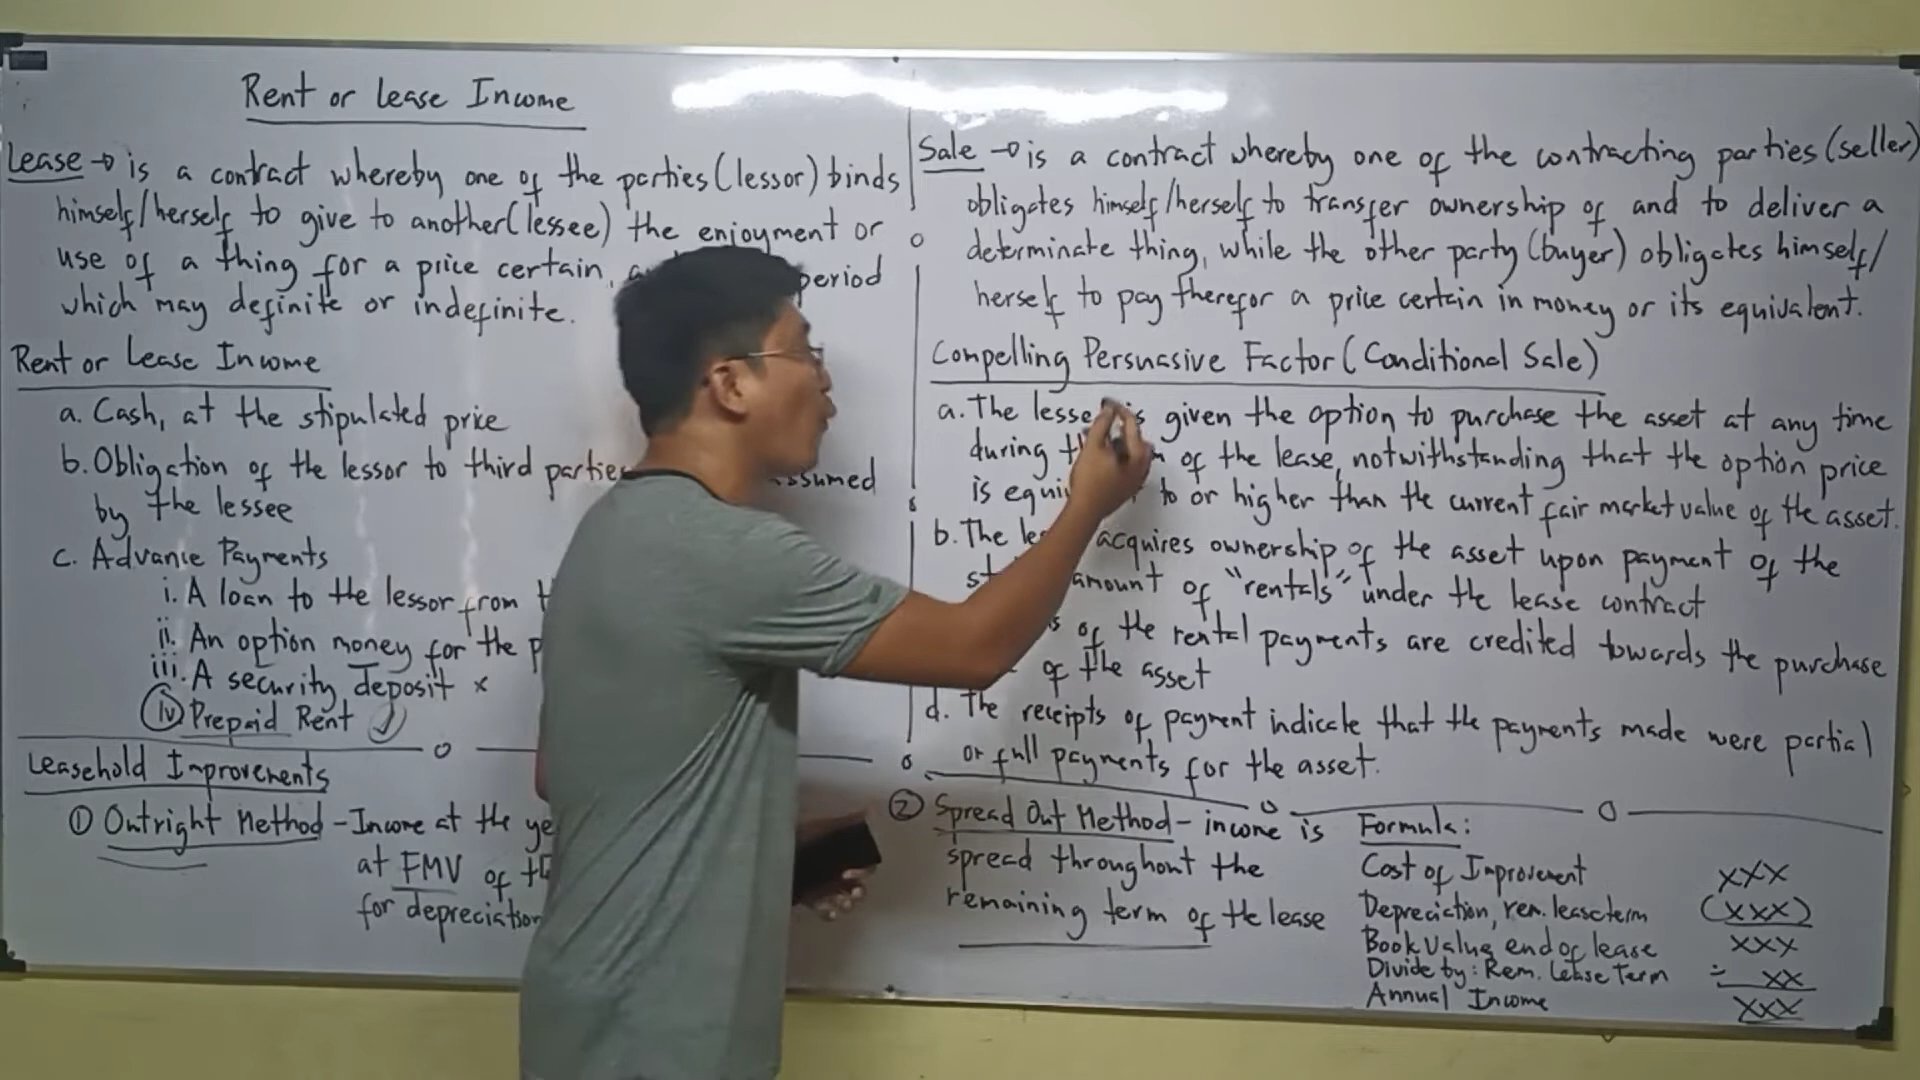 Rent or Lease Income
Lease → is a contract whereby one of the parties (lessor) binds
himself/herself to give to another (lessee) the enjoyment or
use of a thing for a price certain, period
which may definite or indefinite.
Rent or Lease Income
a. Cash, at the stipulated price
b. Obligation of the lessor to third parties assumed
by the lessee
c. Advance Payments
i. A loan to the lessor from
ii. An option money for the
iii. A security deposit x
iv Prepaid Rent ✓
Leasehold Improvements
① Outright Method - Income at the
at FMV of
for depreciation
Sale → is a contract whereby one of the contracting parties (seller)
obligates himself/herself to transfer ownership of and to deliver a
determinate thing, while the other party (buyer) obligates himself/
herself to pay therefor a price certain in money or its equivalent.
Compelling Persuasive Factor (Conditional Sale)
a. The is given the option to purchase the asset at any time
during of the lease, notwithstanding that the option price
is to or higher than the current fair market value of the asset.
b. The acquires ownership of the asset upon payment of the
amount of "rentals" under the lease contract
of the rental payments are credited towards the purchase
of the asset
d. The receipts of payment indicate that the payments made were partial
or full payments for the asset.
② Spread Out Method - income is
spread throughout the
remaining term of the lease
Formula:
Cost of Improvement xxx
Depreciation, rem. lease term (xxx)
Book Value, end of lease xxx
Divide by: Rem. Lease Term ÷ xx
Annual Income xxx